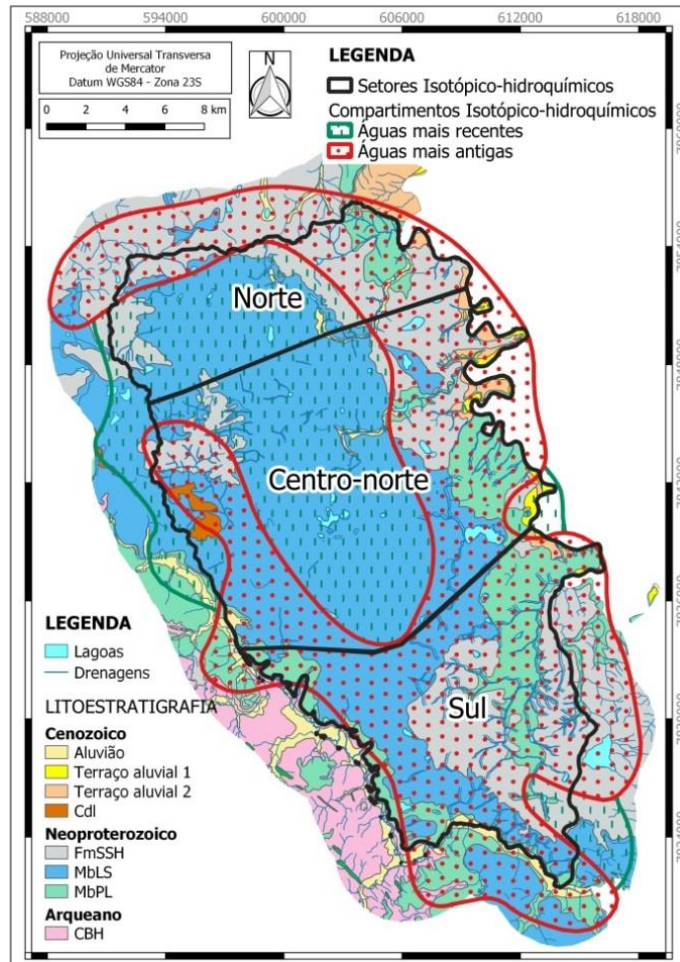 588000 594000 600000 606000 612000 618000
Projeção Universal Transversa
de Mercator
Datum WGS84 - Zona 23S
0 2 4 6 8 km
LEGENDA
Setores Isotópico-hidroquímicos
Compartimentos Isotópico-hidroquímicos
Águas mais recentes
Águas mais antigas
Norte
Centro-norte
Sul
LEGENDA
Lagoas
Drenagens
LITOESTRATIGRAFIA
Cenozoico
Aluvião
Terraço aluvial 1
Terraço aluvial 2
Cdl
Neoproterozoico
FmSSH
MbLS
MbPL
Arqueano
CBH